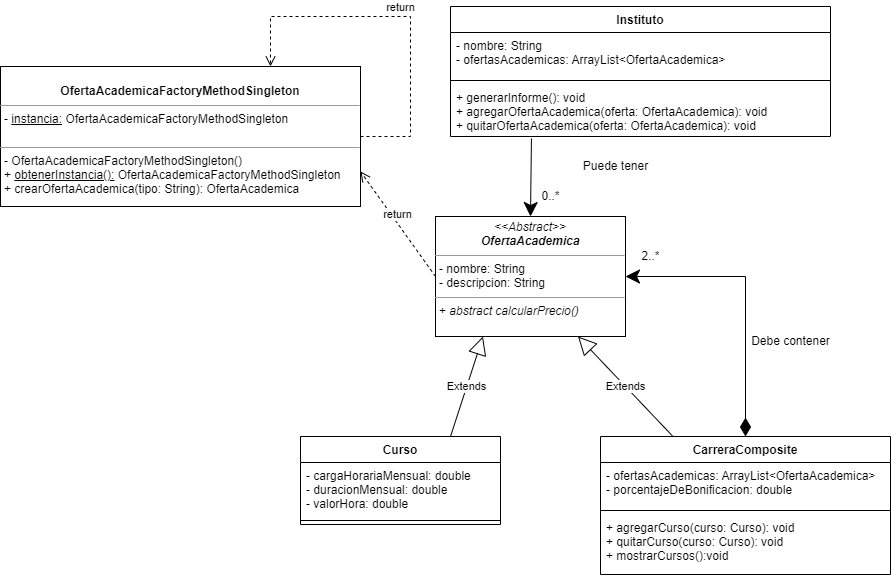 return
Instituto
- nombre: String
- ofertasAcademicas: ArrayList<OfertaAcademica>
+ generarInforme(): void
+ agregarOfertaAcademica(oferta: OfertaAcademica): void
+ quitarOfertaAcademica(oferta: OfertaAcademica): void
OfertaAcademicaFactoryMethodSingleton
- instancia: OfertaAcademicaFactoryMethodSingleton
- OfertaAcademicaFactoryMethodSingleton()
+ obtenerInstancia(): OfertaAcademicaFactoryMethodSingleton
+ crearOfertaAcademica(tipo: String): OfertaAcademica
Puede tener
0..*
return
<<Abstract>>
OfertaAcademica
- nombre: String
- descripcion: String
+ abstract calcularPrecio()
2..*
Debe contener
Extends
Extends
Curso
- cargaHorariaMensual: double
- duracionMensual: double
- valorHora: double
CarreraComposite
- ofertasAcademicas: ArrayList<OfertaAcademica>
- porcentajeDeBonificacion: double
+ agregarCurso(curso: Curso): void
+ quitarCurso(curso: Curso): void
+ mostrarCursos():void